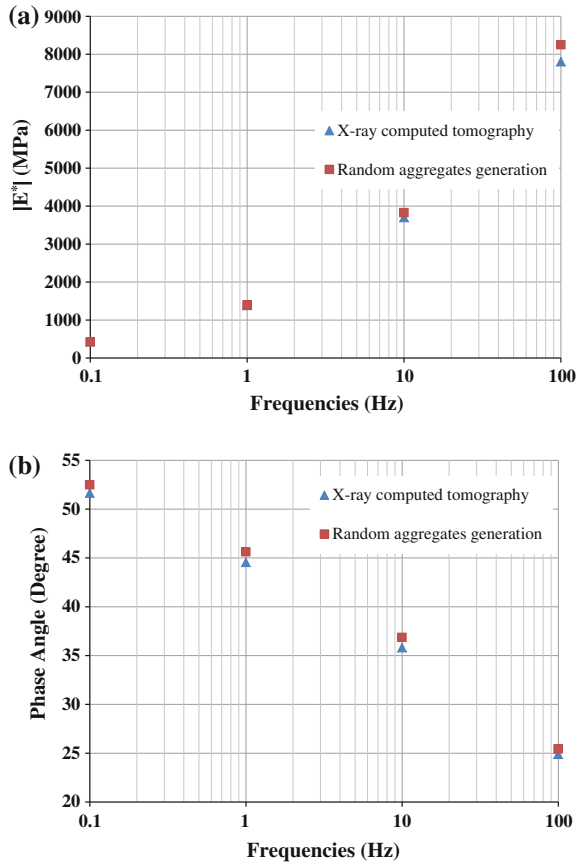 (a)
9000
8000
7000
6000
5000
4000
3000
2000
1000
0
|E*| (MPa)
X-ray computed tomography
Random aggregates generation
0.1 1 10 100
Frequencies (Hz)
(b)
55
50
45
40
35
30
25
20
Phase Angle (Degree)
X-ray computed tomography
Random aggregates generation
0.1 1 10 100
Frequencies (Hz)